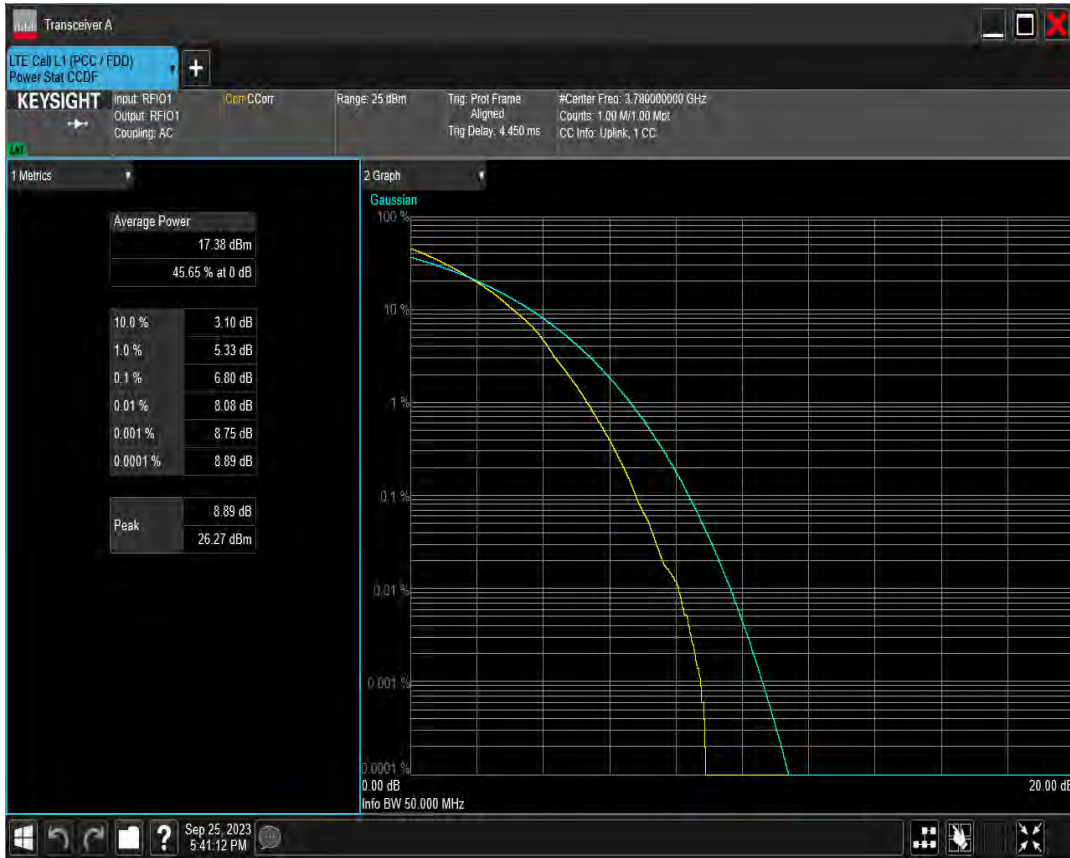 Transceiver A
LTE Cell L1 (PCC / FDD)
Power Stat CCDF
+
KEYSIGHT
Input: RFIO1
Output: RFIO1
Coupling: AC
Corr CCorr
Range: 25 dBm
Trig: Prot Frame
Aligned
Trig Delay: 4.450 ms
#Center Freq: 3.780000000 GHz
Counts: 1.00 M/1.00 Mpt
CC Info: Uplink, 1 CC
1 Metrics
Average Power
17.38 dBm
45.65 % at 0 dB
10.0 % 3.10 dB
1.0 % 5.33 dB
0.1 % 6.80 dB
0.01 % 8.08 dB
0.001 % 8.75 dB
0.0001 % 8.89 dB
Peak
8.89 dB
26.27 dBm
2 Graph
Gaussian
100 %
10 %
1 %
0.1 %
0.01 %
0.001 %
0.0001 %
0.00 dB
20.00 dB
Info BW 50.000 MHz
?
Sep 25, 2023
5:41:12 PM